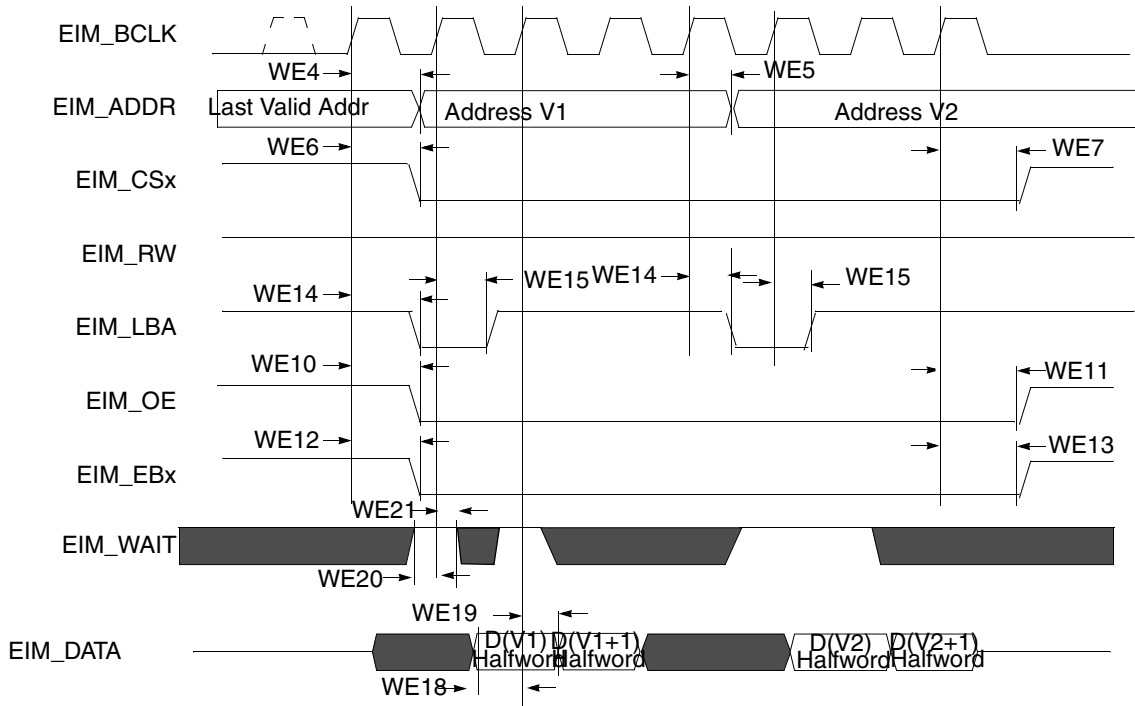 EIM_BCLK
WE4
WE5
EIM_ADDR
Last Valid Addr
Address V1
Address V2
WE6
WE7
EIM_CSx
EIM_RW
WE14
WE15
WE14
WE15
EIM_LBA
WE10
WE11
EIM_OE
WE12
WE13
EIM_EBx
WE21
EIM_WAIT
WE20
WE19
EIM_DATA
D(V1)
Halfword
D(V1+1)
Halfword
D(V2)
Halfword
D(V2+1)
Halfword
WE18